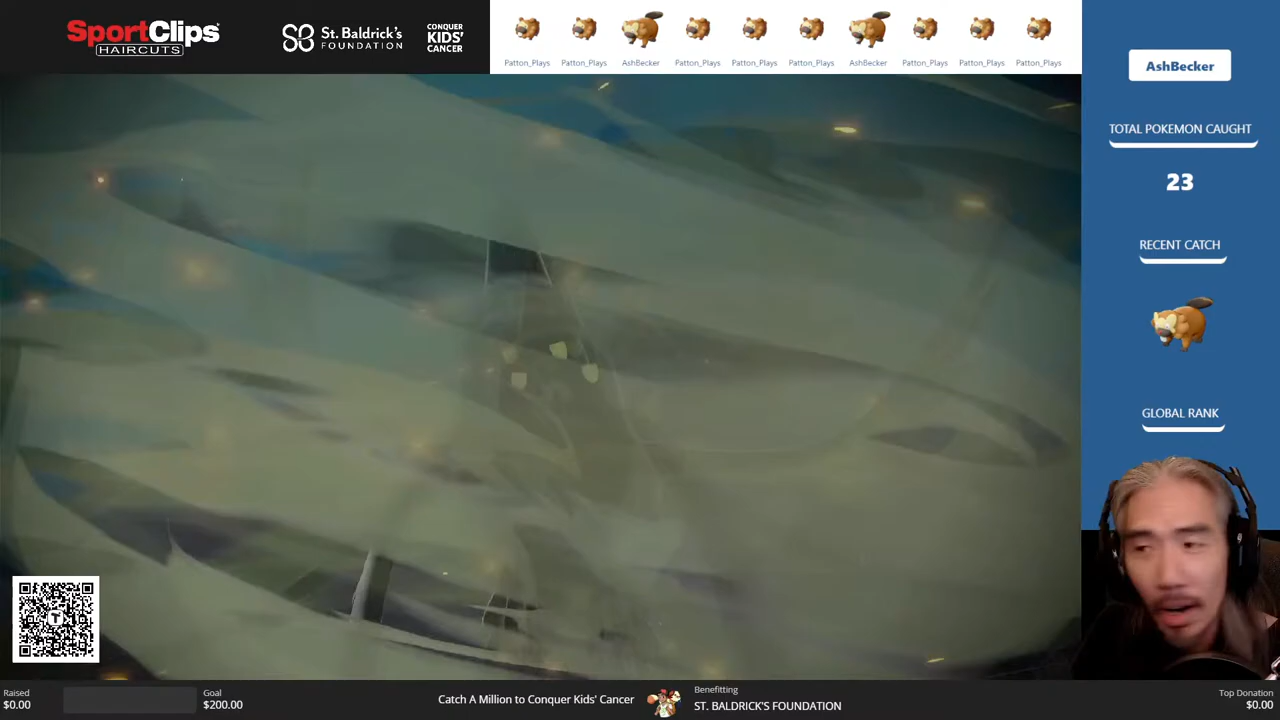 SportClips
HAIRCUTS
St. Baldrick's
FOUNDATION
CONQUER
KIDS'
CANCER
Patton_Plays
Patton_Plays
AshBecker
Patton_Plays
Patton_Plays
Patton_Plays
AshBecker
Patton_Plays
Patton_Plays
Patton_Plays
AshBecker
TOTAL POKEMON CAUGHT
23
RECENT CATCH
GLOBAL RANK
Raised
$0.00
Goal
$200.00
Catch A Million to Conquer Kids' Cancer
Benefitting
ST. BALDRICK'S FOUNDATION
Top Donation
$0.00